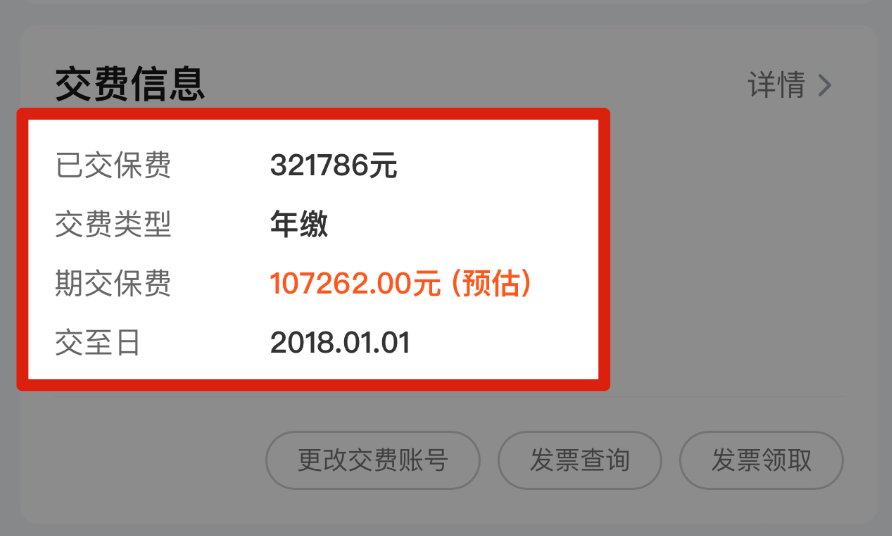 交费信息 详情 >
已交保费 321786元
交费类型 年缴
期交保费 107262.00元 (预估)
交至日 2018.01.01
更改交费账号 发票查询 发票领取